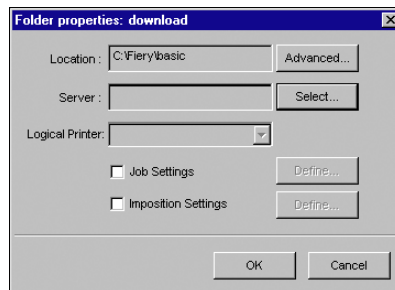 Folder properties: download
Location : C:\Fiery\basic Advanced...
Server : Select...
Logical Printer:
Job Settings Define...
Imposition Settings Define...
OK Cancel